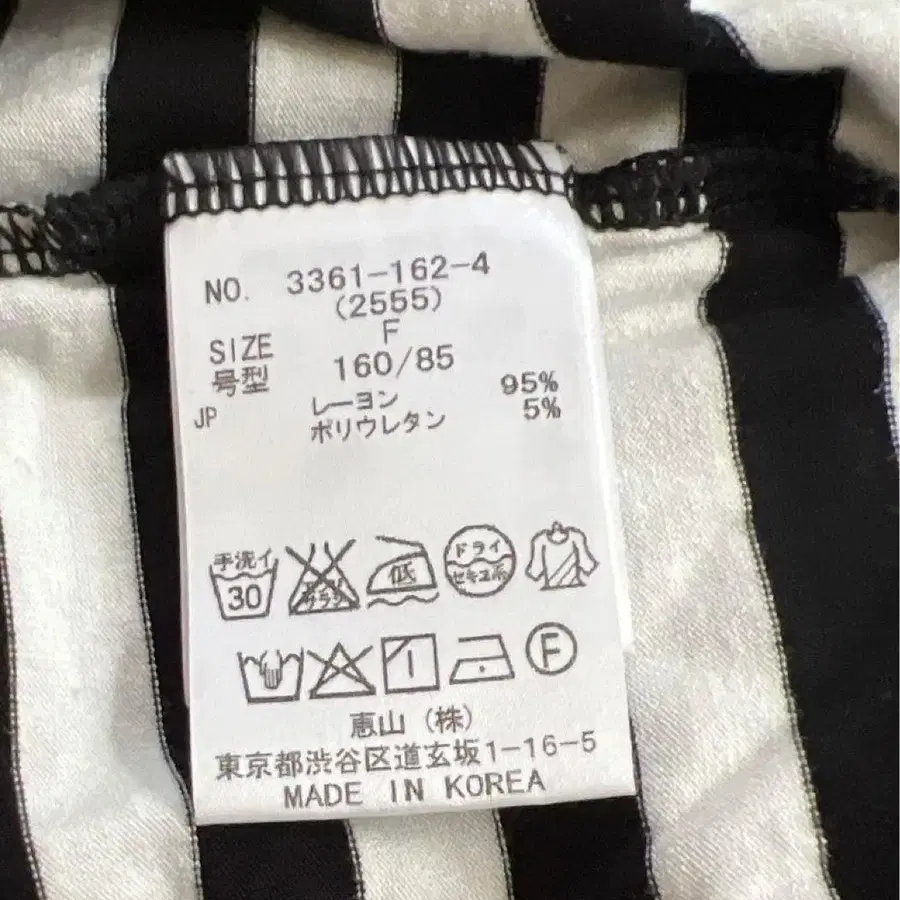 NO. 3361-162-4
(2555)
SIZE F
号型 160/85
JP レーヨン 95%
ポリウレタン 5%
手洗イ
30
低
ドライ
セキユ系
F
恵山 (株)
東京都渋谷区道玄坂1-16-5
MADE IN KOREA